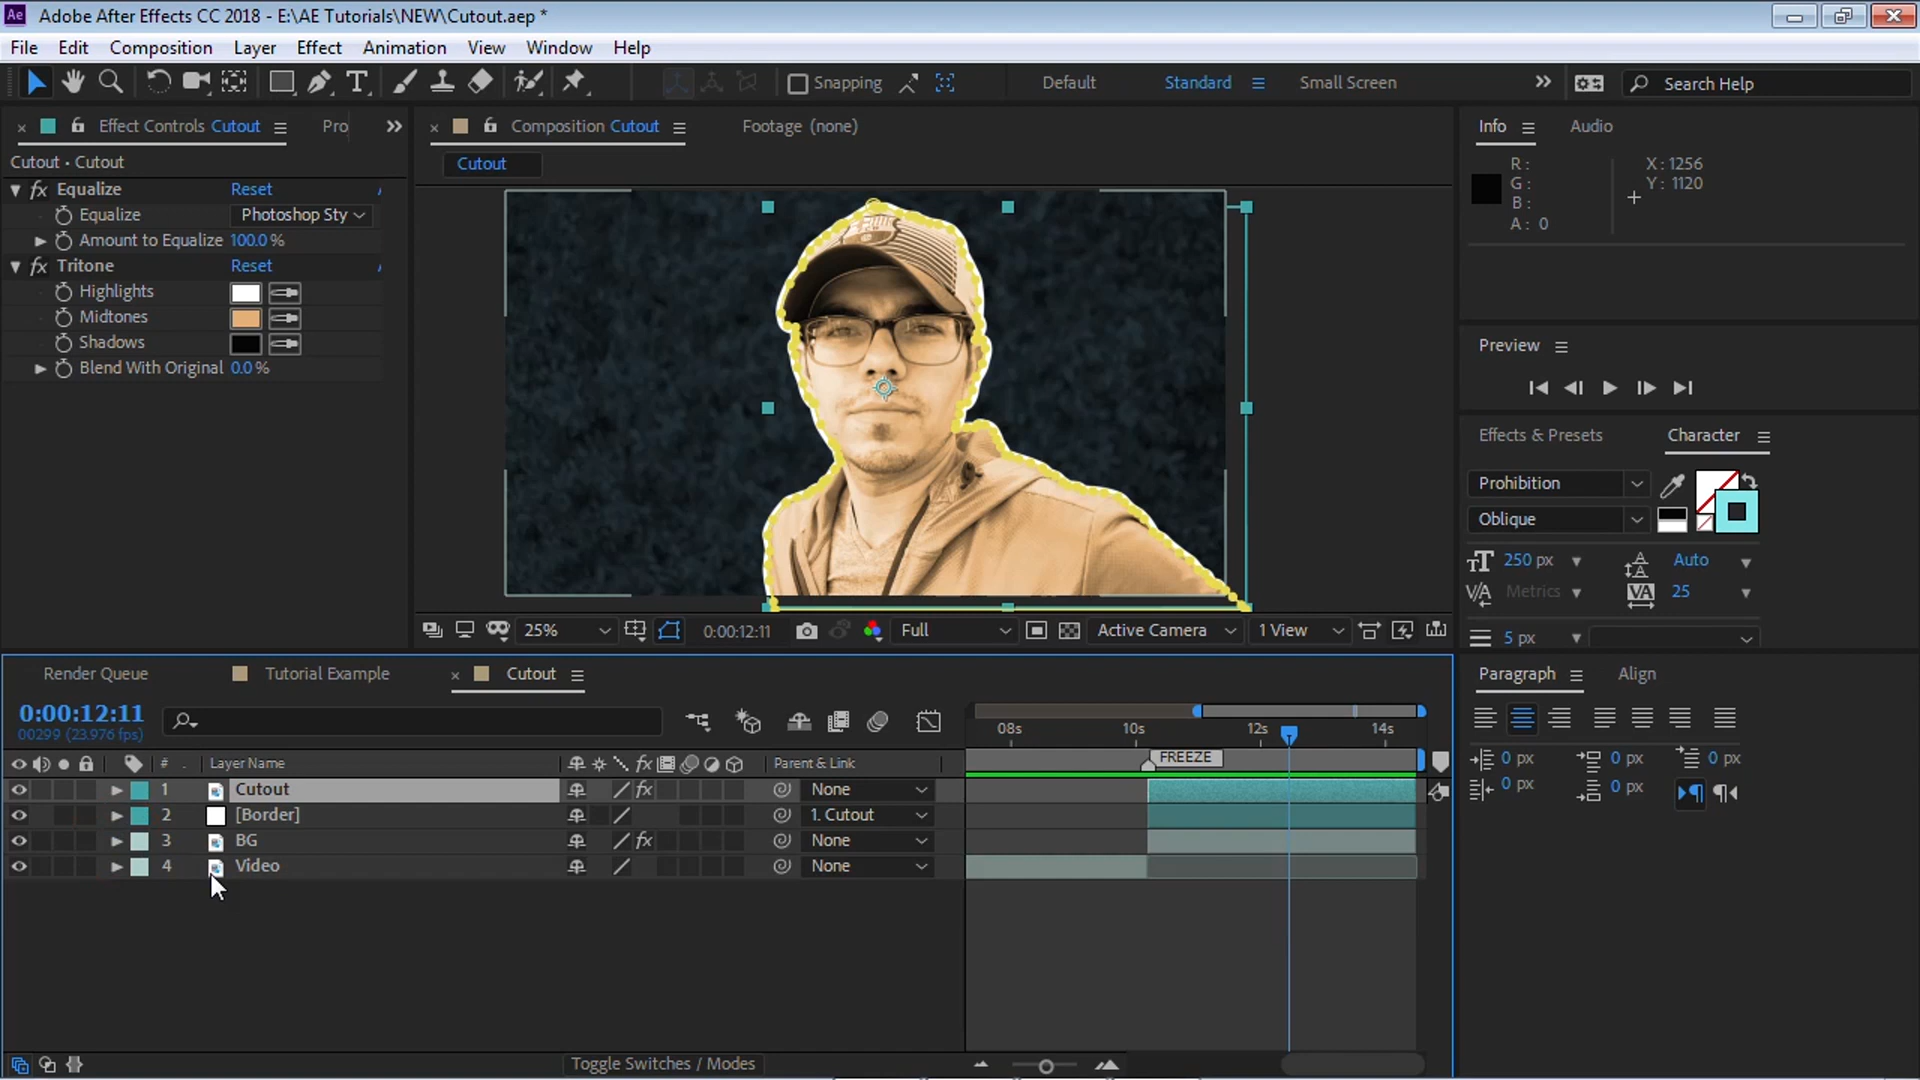 Ae Adobe After Effects CC 2018 - E:\AE Tutorials\NEW\Cutout.aep *
File Edit Composition Layer Effect Animation View Window Help
Snapping Default Standard Small Screen Search Help
Effect Controls Cutout Pro
Cutout • Cutout
fx Equalize Reset
Equalize Photoshop Sty
Amount to Equalize 100.0 %
fx Tritone Reset
Highlights
Midtones
Shadows
Blend With Original 0.0 %
Composition Cutout Footage (none)
Cutout
25% 0:00:12:11 Full Active Camera 1 View
Info Audio
R :
G :
B :
A : 0
X : 1256
Y : 1120
Preview
Effects & Presets Character
Prohibition
Oblique
250 px Auto
Metrics 25
5 px
Render Queue Tutorial Example Cutout
0:00:12:11
00299 (23.976 fps)
08s 10s 12s 14s
# Layer Name fx Parent & Link
FREEZE
1 Cutout fx None
2 [Border] 1. Cutout
3 BG fx None
4 Video None
Toggle Switches / Modes
Paragraph Align
0 px 0 px 0 px
0 px 0 px